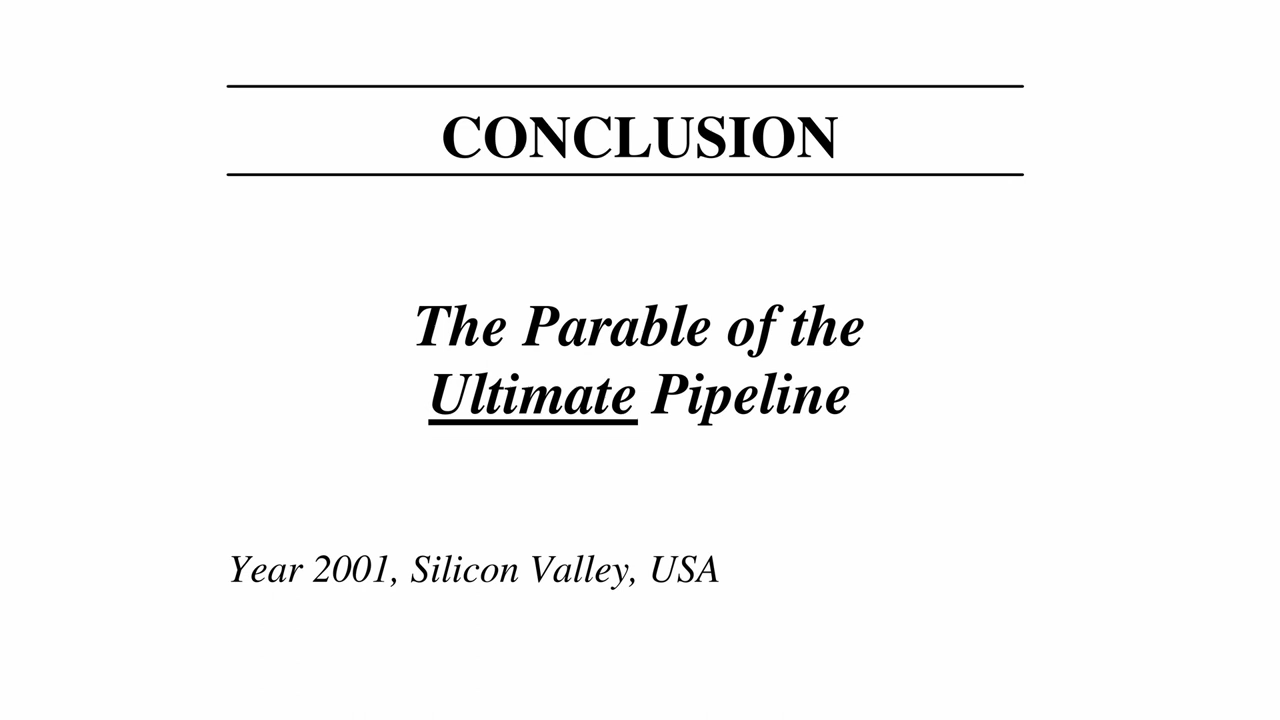 CONCLUSION
The Parable of the
Ultimate Pipeline
Year 2001, Silicon Valley, USA